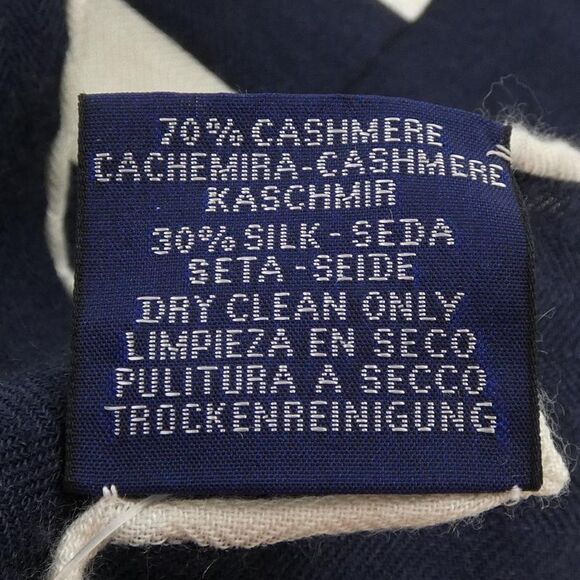 70% CASHMERE
CACHEMIRA-CASHMERE
KASCHMIR
30% SILK - SEDA
SETA - SEIDE
DRY CLEAN ONLY
LIMPIEZA EN SECO
PULITURA A SECCO
TROCKENREINIGUNG